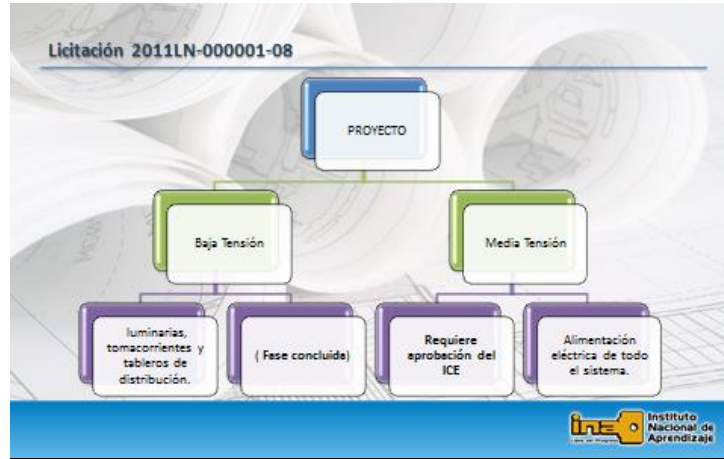 Licitación 2011LN-000001-08
PROYECTO
Baja Tensión
Media Tensión
luminarias,
tomacorrientes y
tableros de
distribución.
( Fase concluida)
Requiere
aprobación del
ICE
Alimentación
eléctrica de todo
el sistema.
ina
Instituto
Nacional de
Aprendizaje